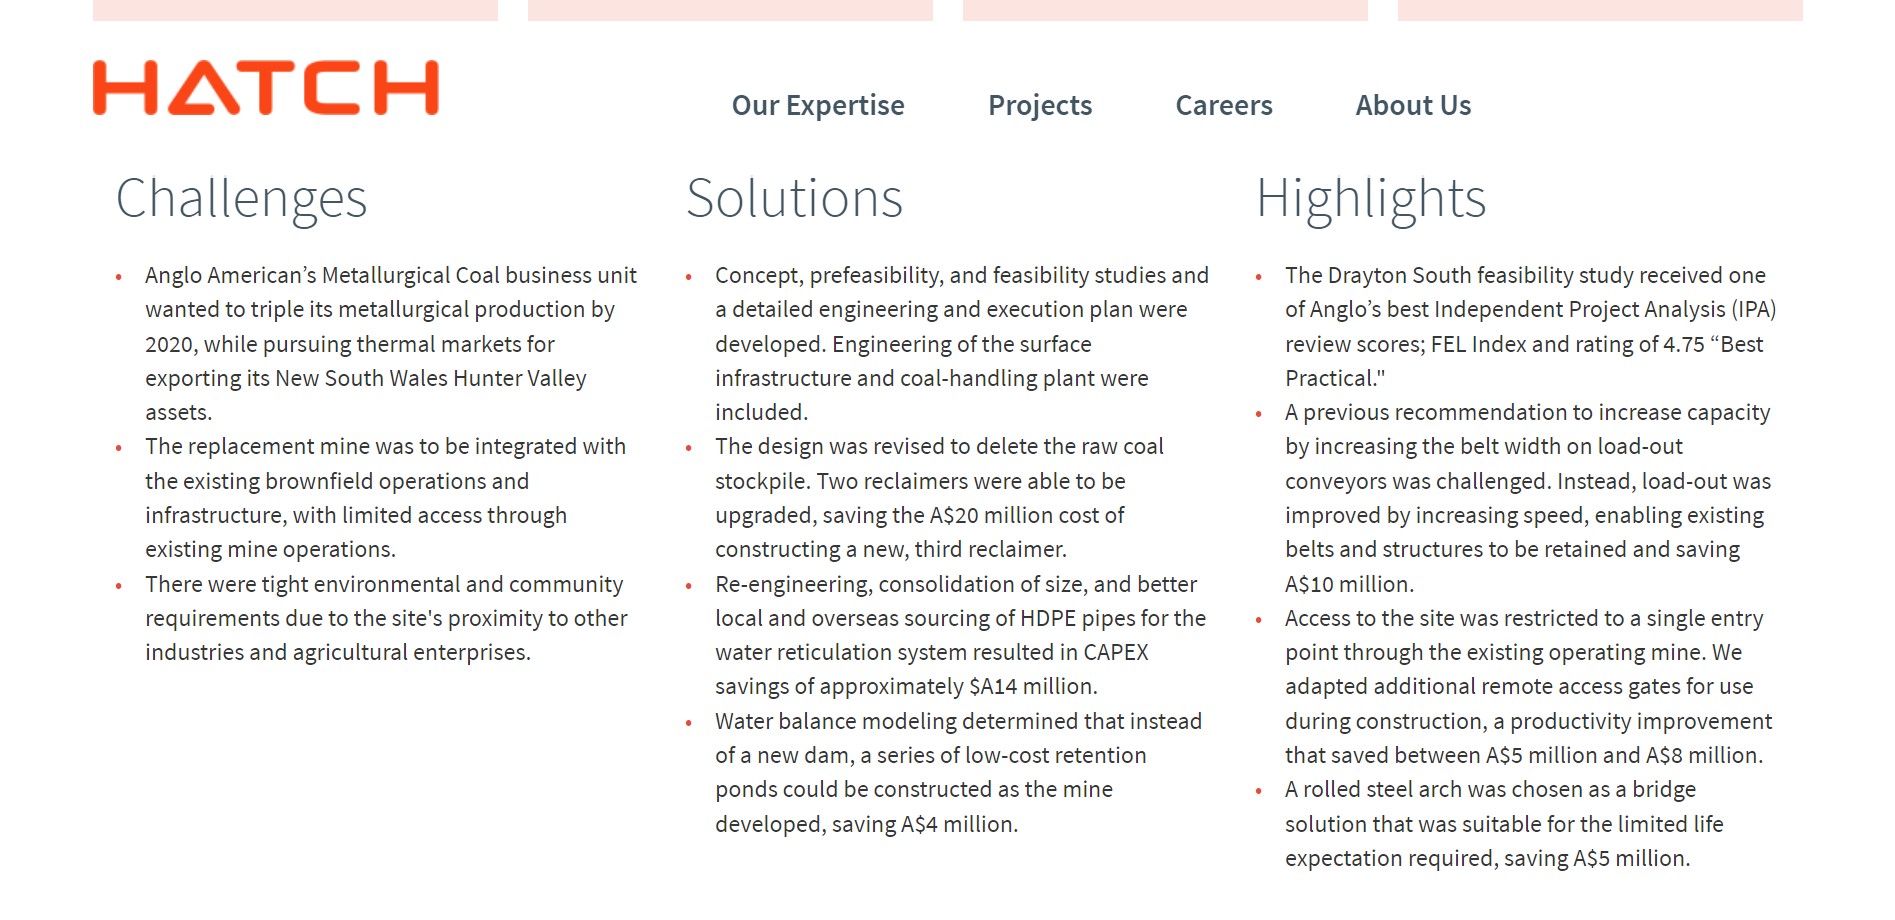 HATCH
Our Expertise
Projects
Careers
About Us
Challenges
• Anglo American’s Metallurgical Coal business unit
wanted to triple its metallurgical production by
2020, while pursuing thermal markets for
exporting its New South Wales Hunter Valley
assets.
• The replacement mine was to be integrated with
the existing brownfield operations and
infrastructure, with limited access through
existing mine operations.
• There were tight environmental and community
requirements due to the site's proximity to other
industries and agricultural enterprises.
Solutions
• Concept, prefeasibility, and feasibility studies and
a detailed engineering and execution plan were
developed. Engineering of the surface
infrastructure and coal-handling plant were
included.
• The design was revised to delete the raw coal
stockpile. Two reclaimers were able to be
upgraded, saving the A$20 million cost of
constructing a new, third reclaimer.
• Re-engineering, consolidation of size, and better
local and overseas sourcing of HDPE pipes for the
water reticulation system resulted in CAPEX
savings of approximately $A14 million.
• Water balance modeling determined that instead
of a new dam, a series of low-cost retention
ponds could be constructed as the mine
developed, saving A$4 million.
Highlights
• The Drayton South feasibility study received one
of Anglo’s best Independent Project Analysis (IPA)
review scores; FEL Index and rating of 4.75 “Best
Practical."
• A previous recommendation to increase capacity
by increasing the belt width on load-out
conveyors was challenged. Instead, load-out was
improved by increasing speed, enabling existing
belts and structures to be retained and saving
A$10 million.
• Access to the site was restricted to a single entry
point through the existing operating mine. We
adapted additional remote access gates for use
during construction, a productivity improvement
that saved between A$5 million and A$8 million.
• A rolled steel arch was chosen as a bridge
solution that was suitable for the limited life
expectation required, saving A$5 million.